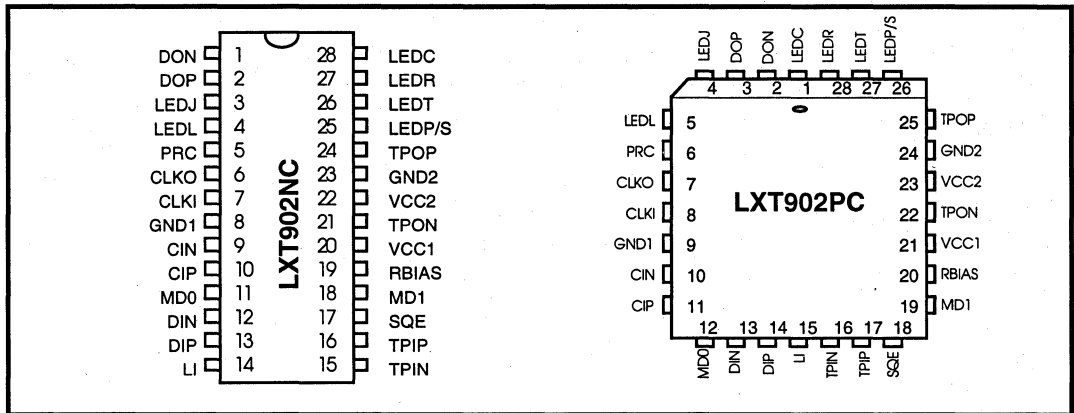 DON 1 28 LEDC
DOP 2 27 LEDR
LEDJ 3 26 LEDT
LEDL 4 25 LEDP/S
PRC 5 24 TPOP
CLKO 6 23 GND2
CLKI 7 22 VCC2
GND1 8 21 TPON
CIN 9 20 VCC1
CIP 10 19 RBIAS
MD0 11 18 MD1
DIN 12 17 SQE
DIP 13 16 TPIP
LI 14 15 TPIN
LXT902NC
LEDJ DOP DON LEDC LEDR LEDT LEDP/S
4 3 2 1 28 27 26
LEDL 5 25 TPOP
PRC 6 24 GND2
CLKO 7 23 VCC2
LXT902PC
CLKI 8 22 TPON
GND1 9 21 VCC1
CIN 10 20 RBIAS
CIP 11 19 MD1
12 13 14 15 16 17 18
MD0 DIN DIP LI TPIN TPIP SQE